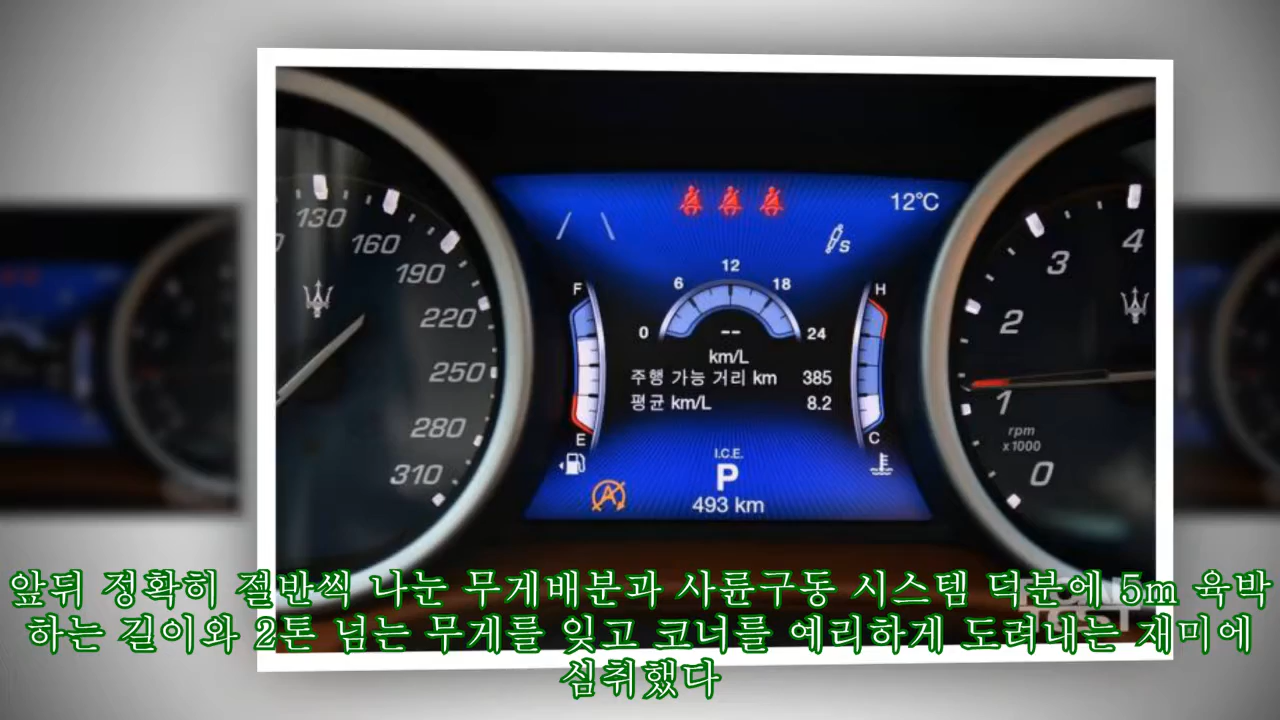 12°C
130
160
190
220
250
280
310
S
12
6 18
0 -- 24
F
H
km/L
주행 가능 거리 km 385
평균 km/L 8.2
E
C
I.C.E.
P
A
493 km
4
3
2
1
rpm
x1000
0
앞뒤 정확히 절반씩 나눈 무게배분과 사륜구동 시스템 덕분에 5m 육박
하는 길이와 2톤 넘는 무게를 잊고 코너를 예리하게 도려내는 재미에
심취했다